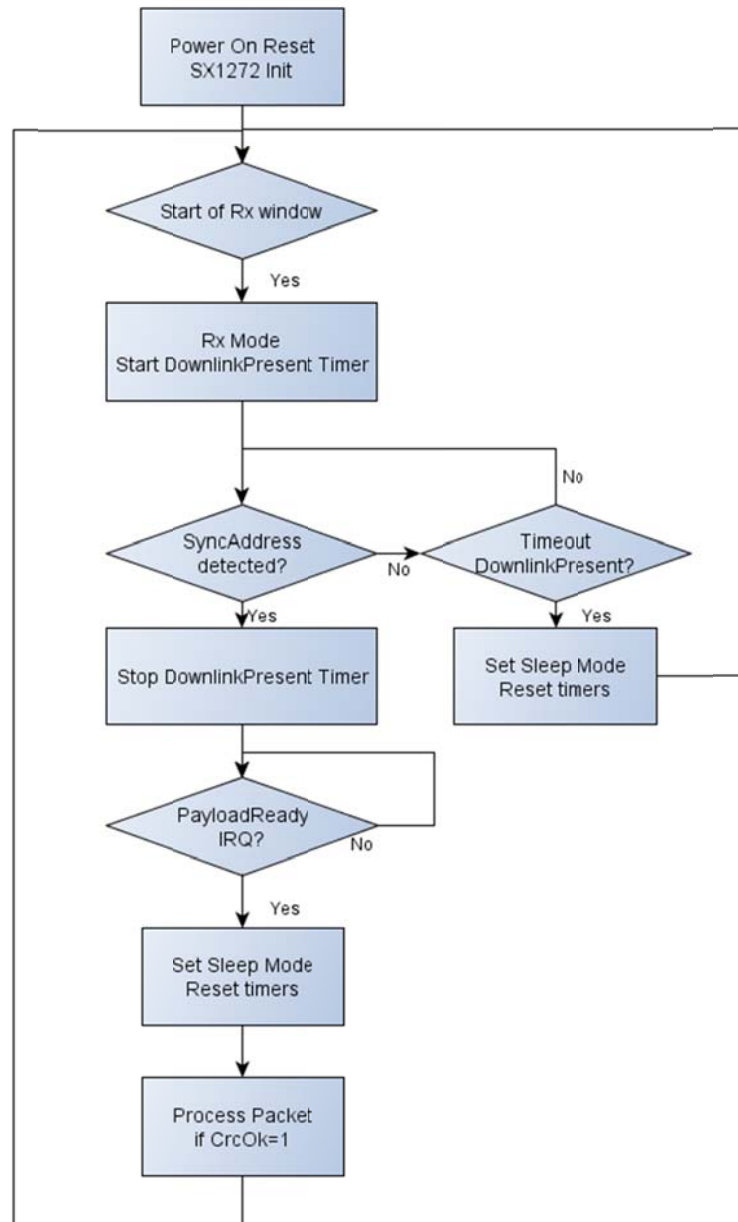 Power On Reset
SX1272 Init
Start of Rx window
Yes
Rx Mode
Start DownlinkPresent Timer
No
SyncAddress
detected?
No
Timeout
DownlinkPresent?
Yes
Yes
Stop DownlinkPresent Timer
Set Sleep Mode
Reset timers
PayloadReady
IRQ?
No
Yes
Set Sleep Mode
Reset timers
Process Packet
if CrcOk=1